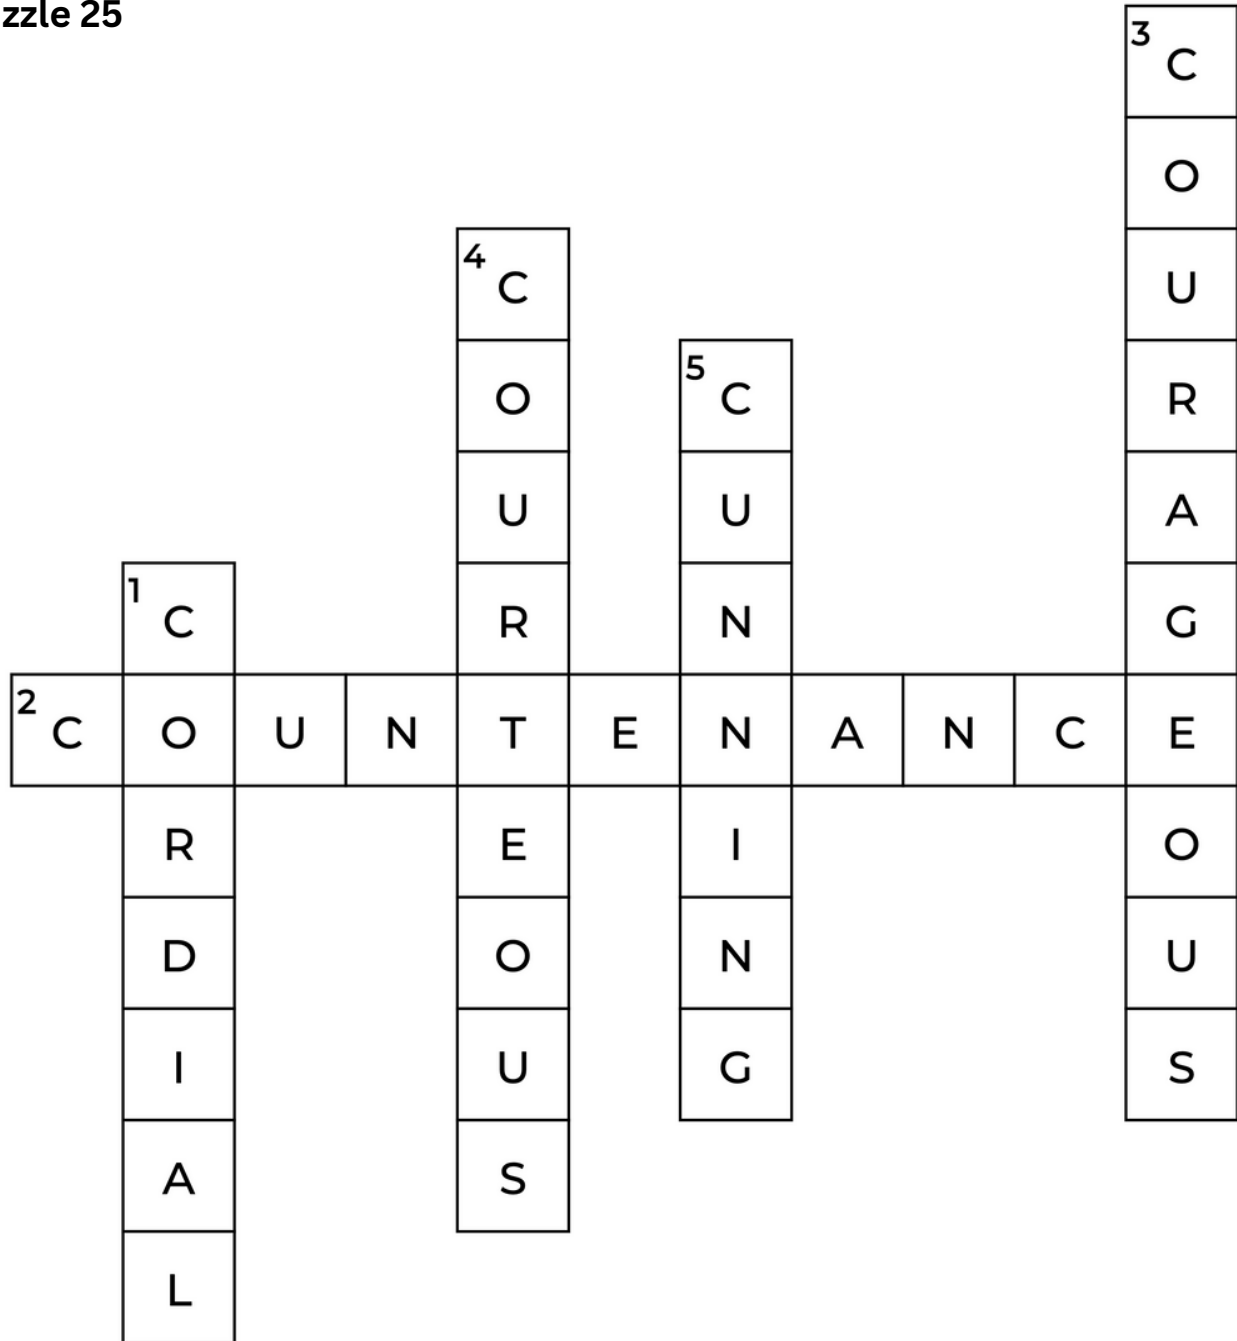 zzle 25
3 C
O
4 C U
O 5 C R
U U A
1 C R N G
2 C O U N T E N A N C E
R E I O
D O N U
I U G S
A S
L